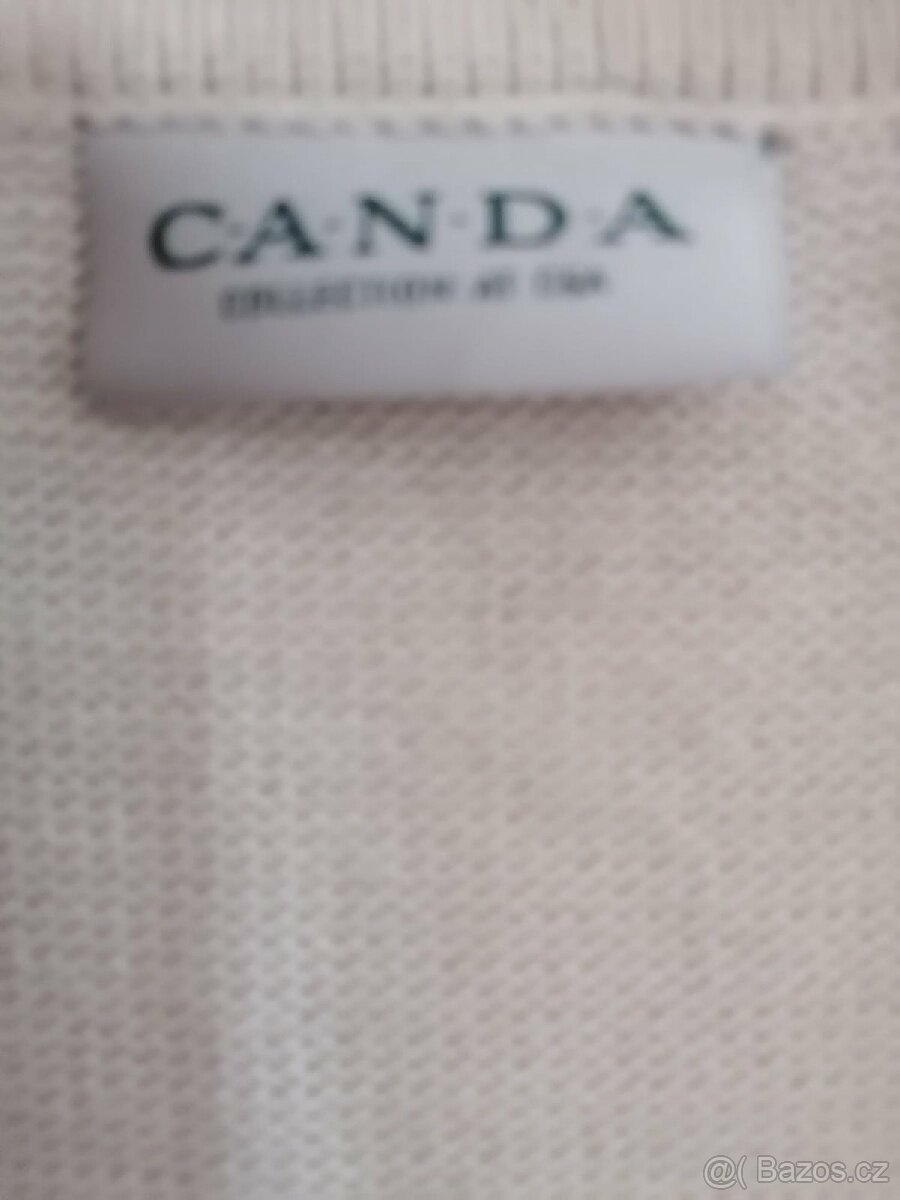 C·A·N·D·A
COLLECTION AT C&A
@( Bazos.cz